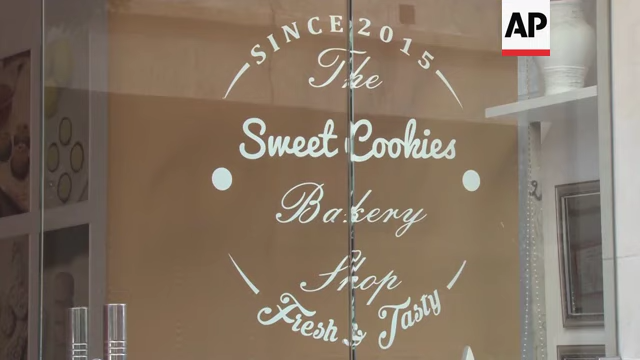 AP
SINCE 2015
The
Sweet Cookies
Bakery
Shop
Fresh & Tasty